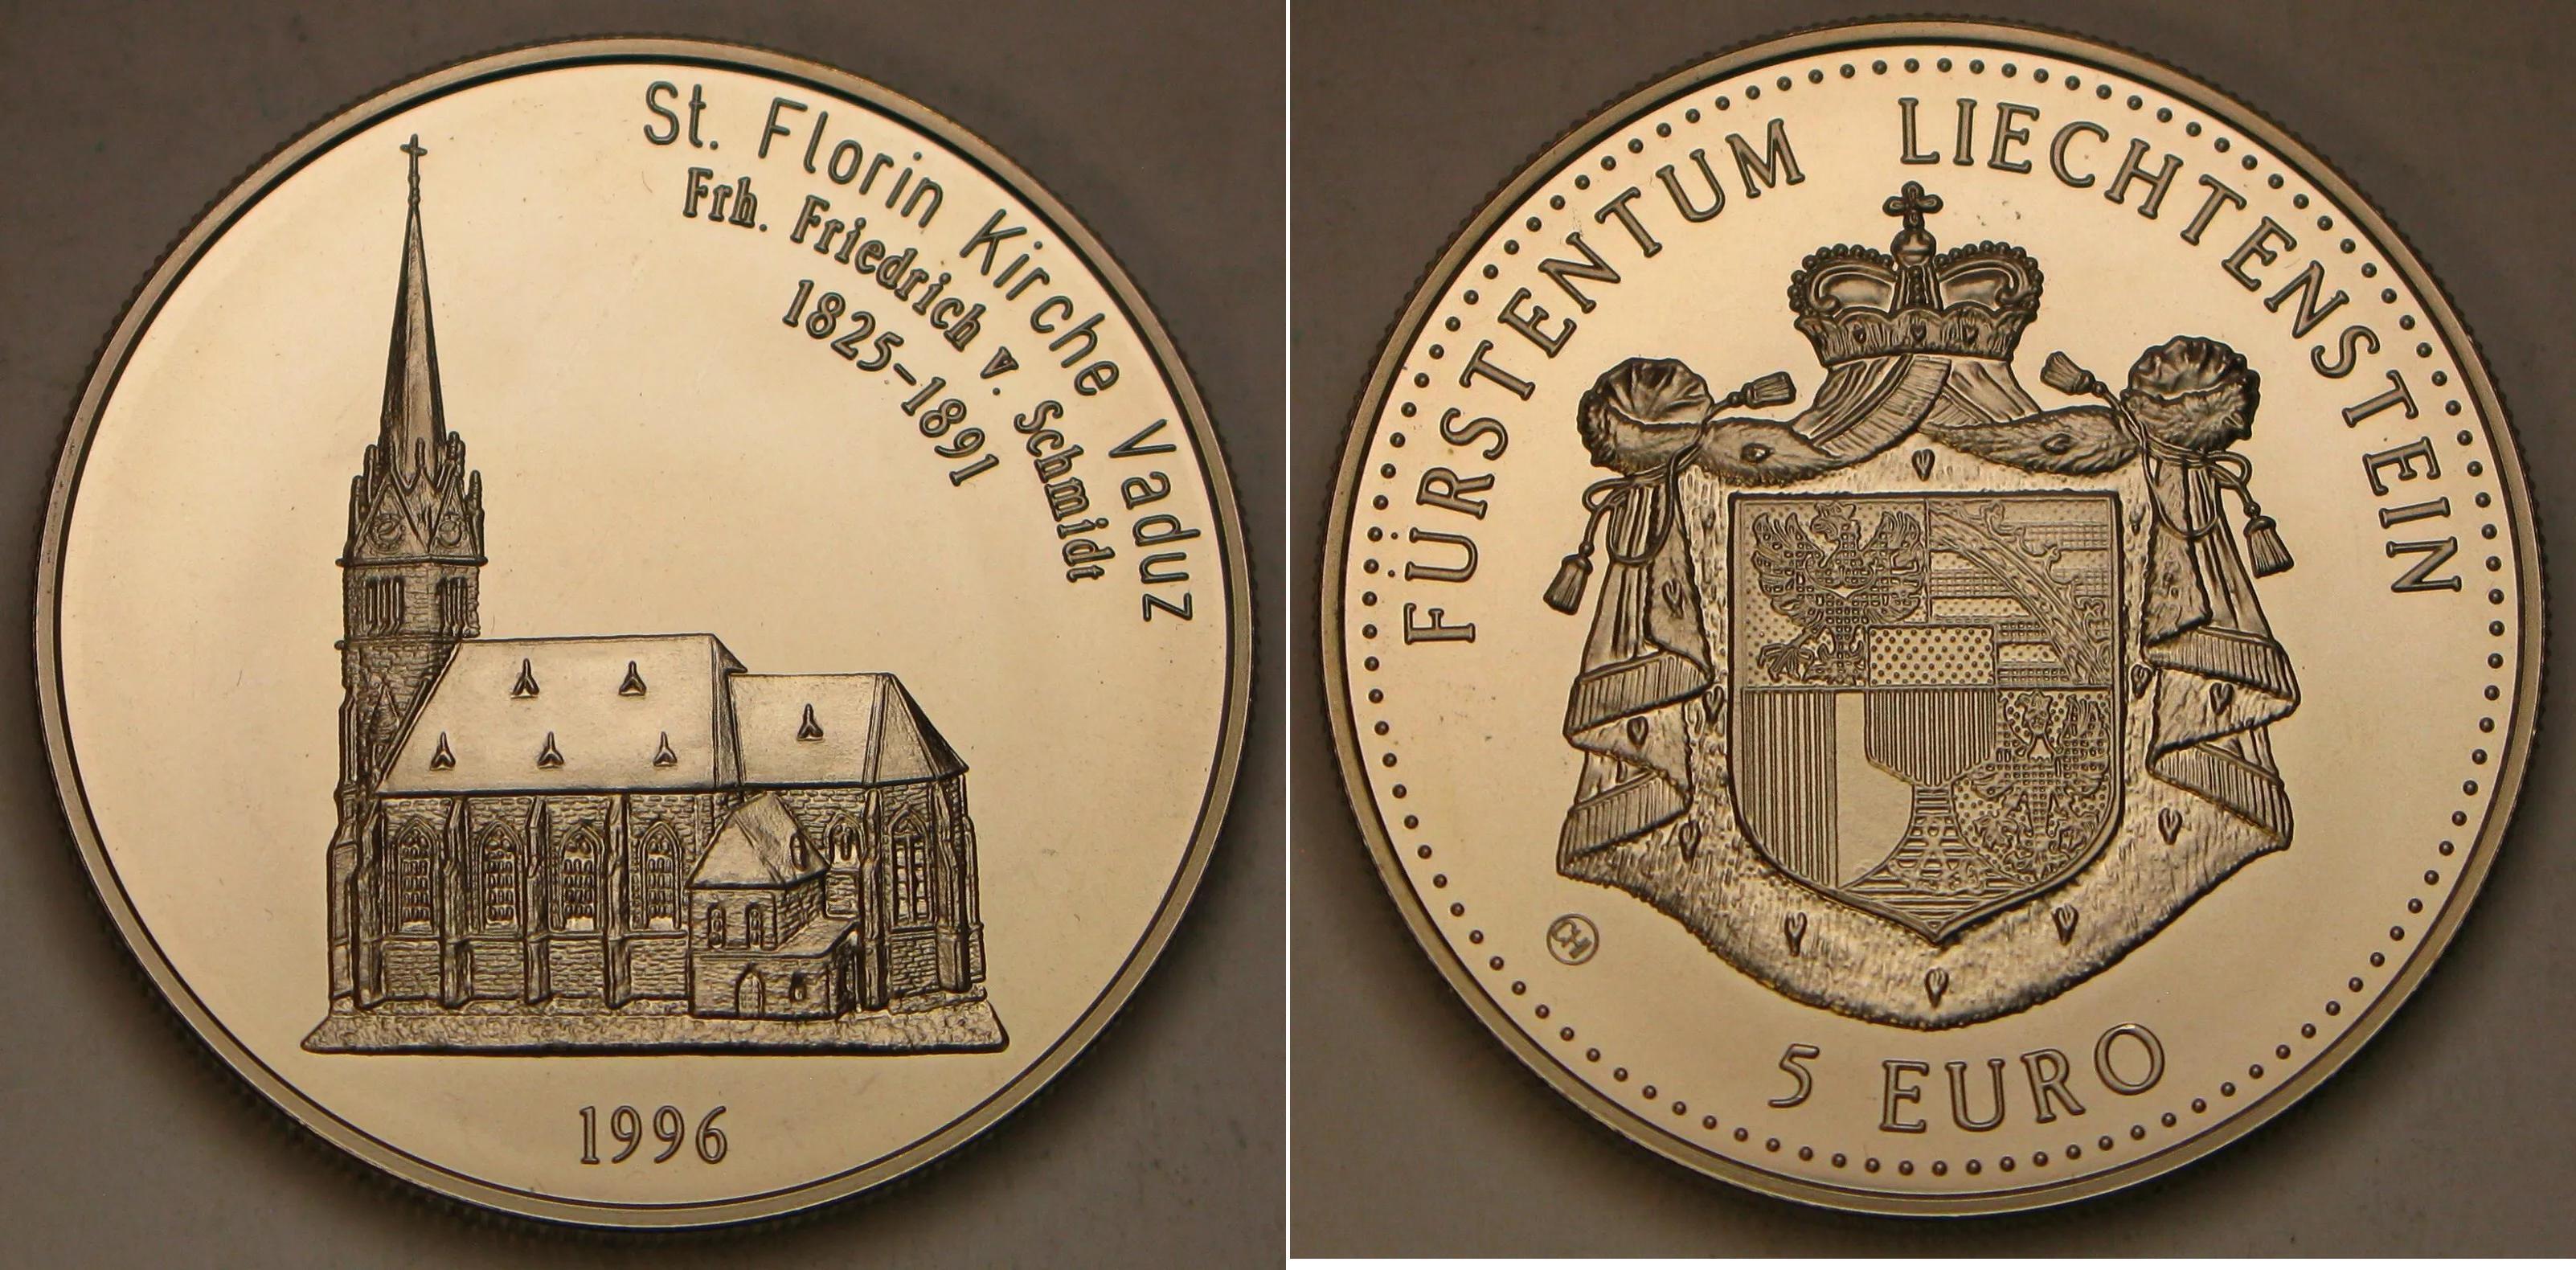 St. Florin Kirche Vaduz
Frh. Friedrich v. Schmidt
1825-1891
1996
FÜRSTENTUM LIECHTENSTEIN
5 EURO